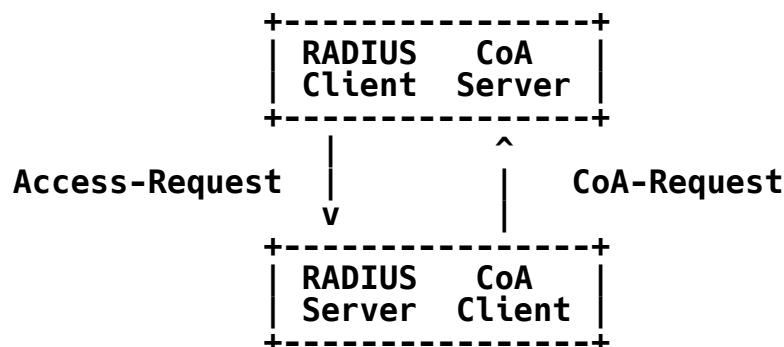 +----------------+
| RADIUS   CoA   |
| Client  Server |
+----------------+
   |        ^
Access-Request  |        |   CoA-Request
   v        |
+----------------+
| RADIUS   CoA   |
| Server  Client |
+----------------+